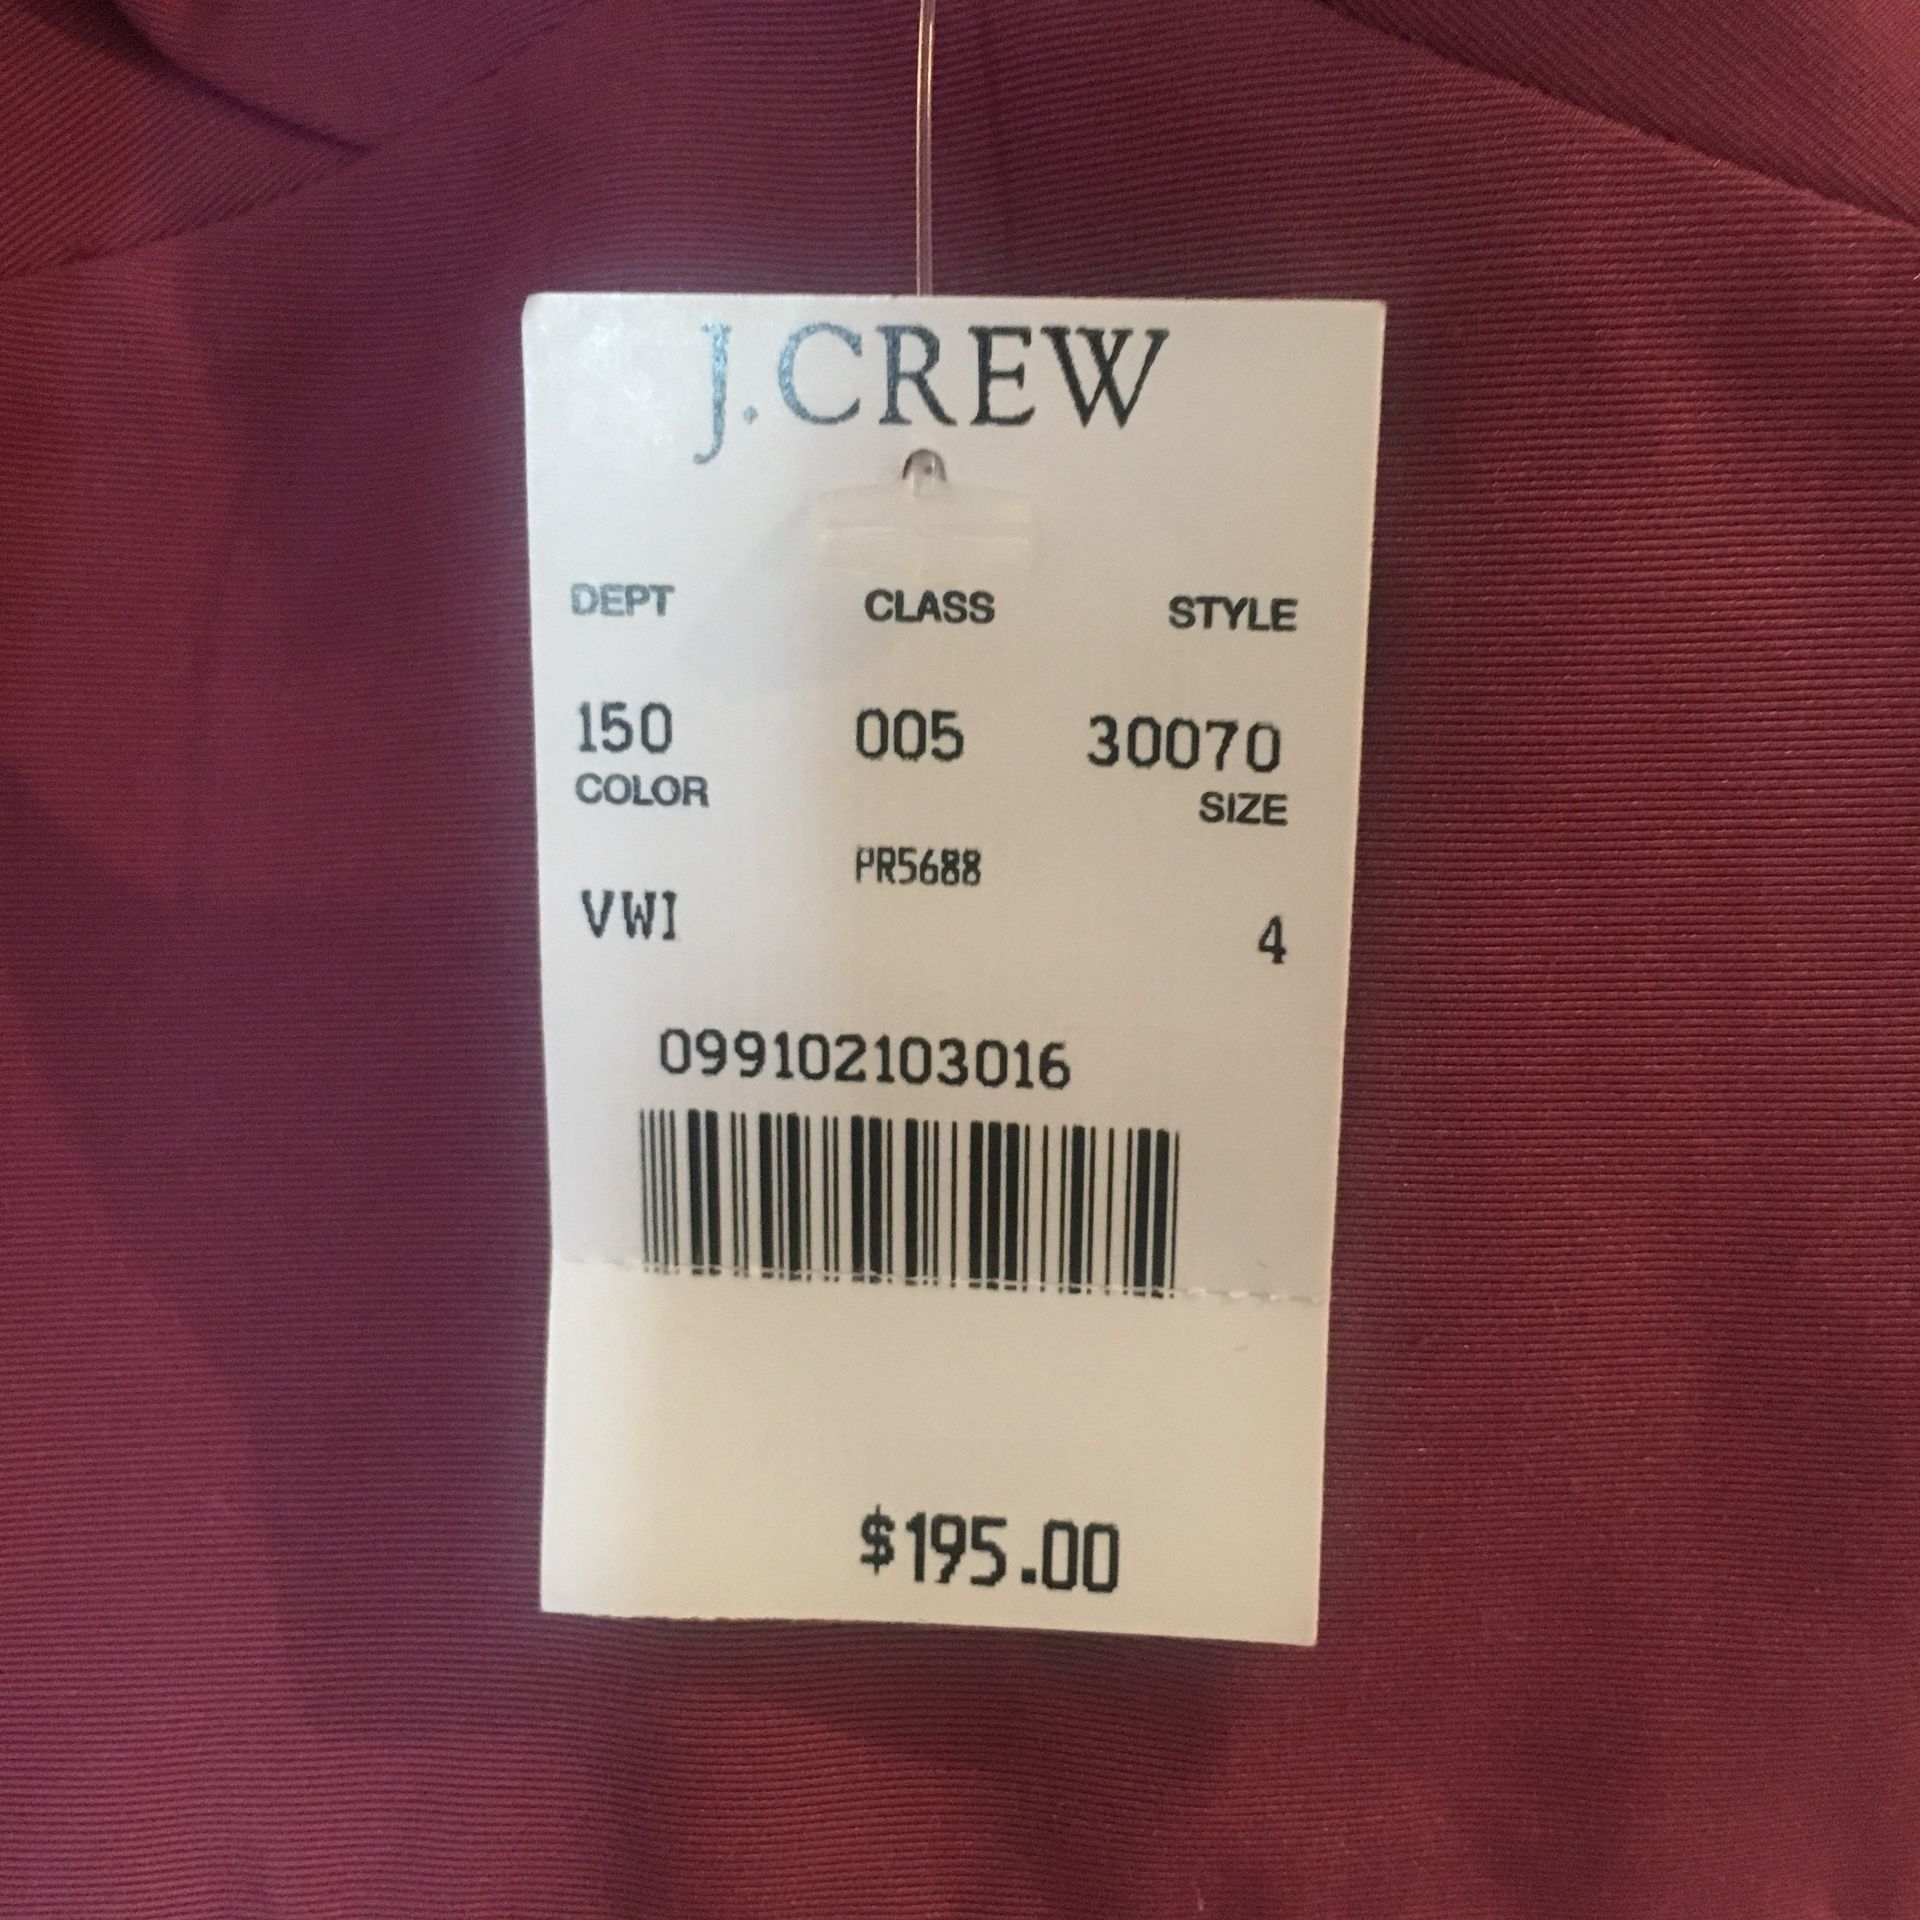 J.CREW
DEPT CLASS STYLE
150 005 30070
COLOR SIZE
PR5688
VWI 4
099102103016
$195.00